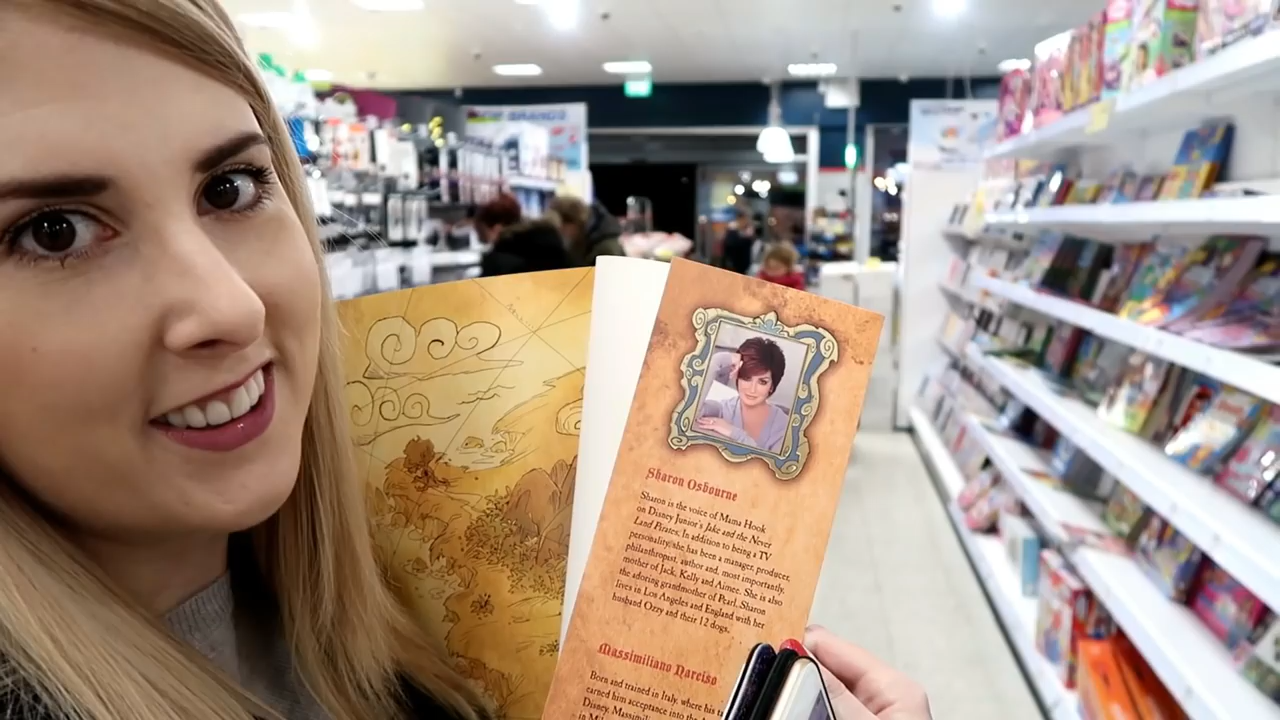 BRANDS
Sharon Osbourne
Sharon is the voice of Mama Hook
on Disney Junior's Jake and the Never
Land Pirates. In addition to being a TV
personality, she has been a manager, producer,
philanthropist, author and, most importantly,
mother of Jack, Kelly and Aimee. She is also
the adoring grandmother of Pearl. Sharon
lives in Los Angeles and England with her
husband Ozzy and their 12 dogs.
Massimiliano Narciso
Born and trained in Italy, where his
earned him acceptance into the
Disney. Massimili
in